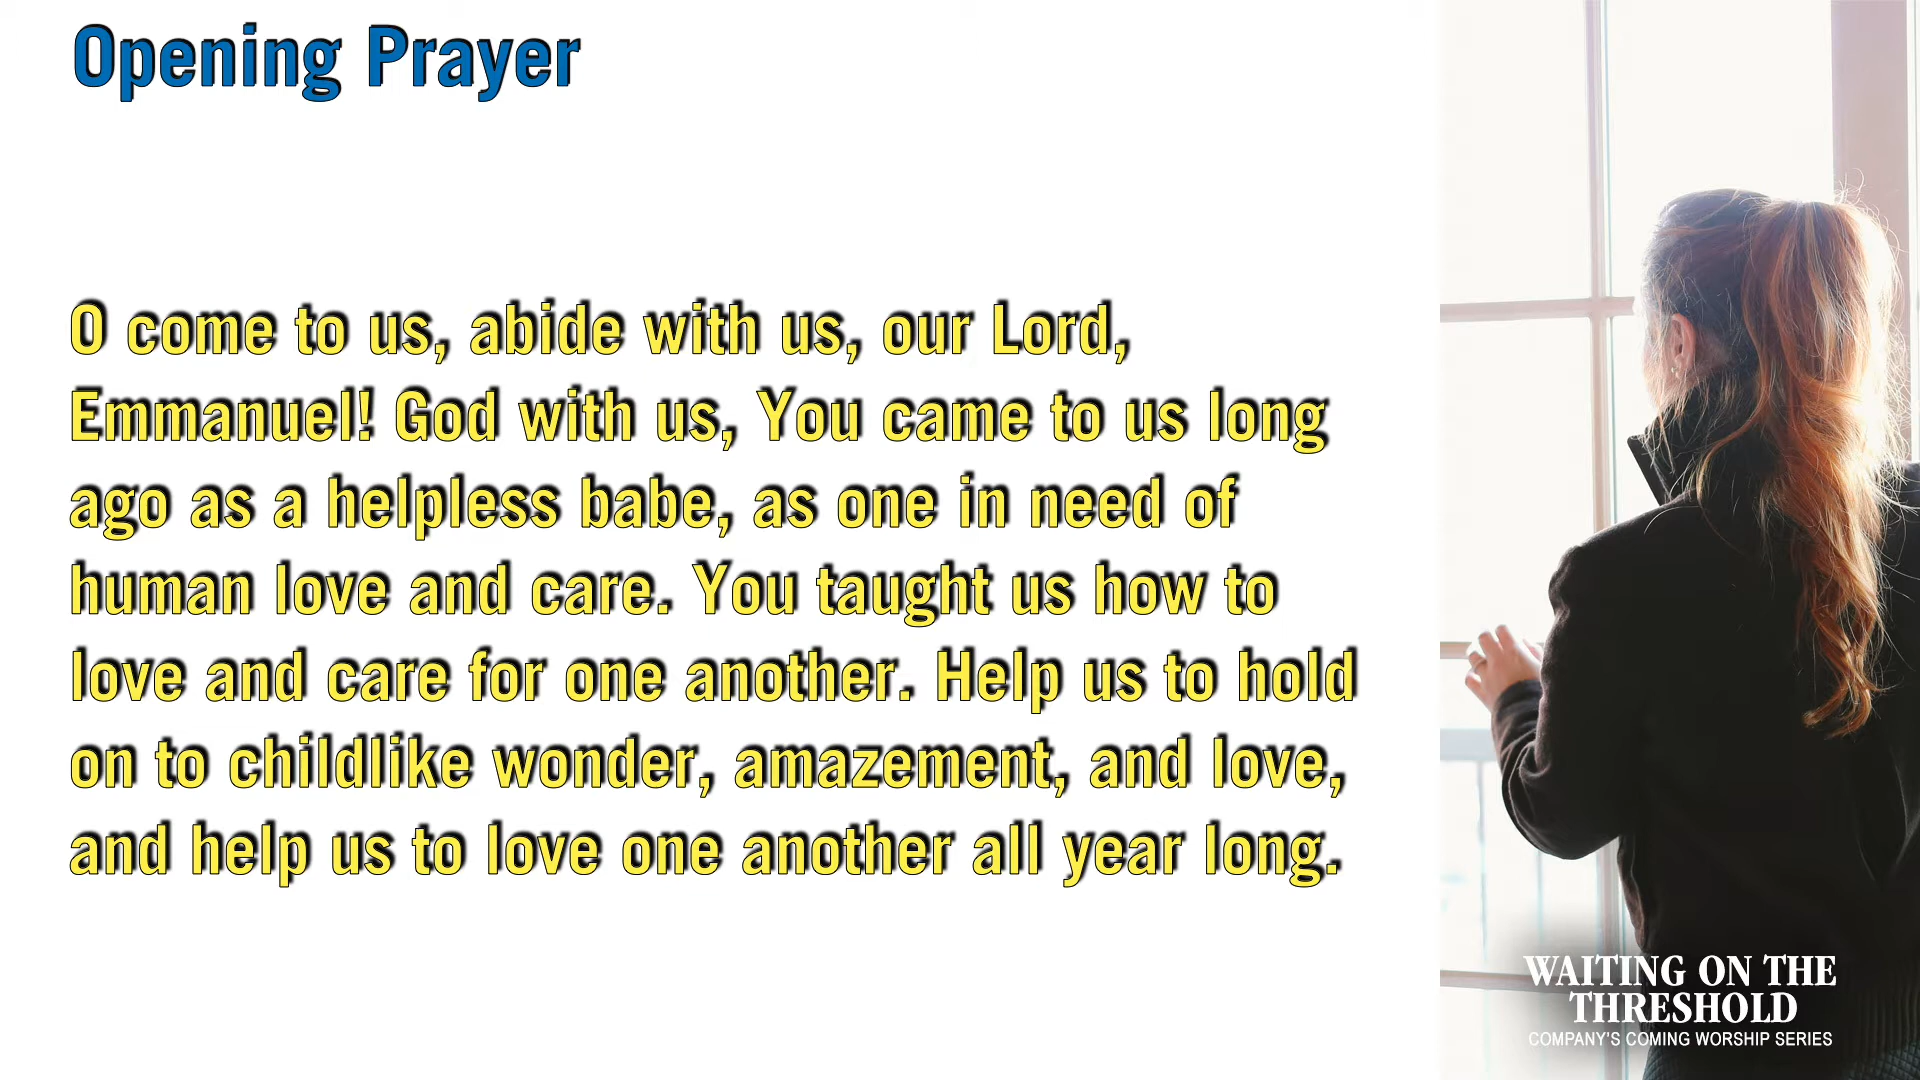 Opening Prayer
O come to us, abide with us, our Lord,
Emmanuel! God with us, You came to us long
ago as a helpless babe, as one in need of
human love and care. You taught us how to
love and care for one another. Help us to hold
on to childlike wonder, amazement, and love,
and help us to love one another all year long.
WAITING ON THE
THRESHOLD
COMPANY'S COMING WORSHIP SERIES